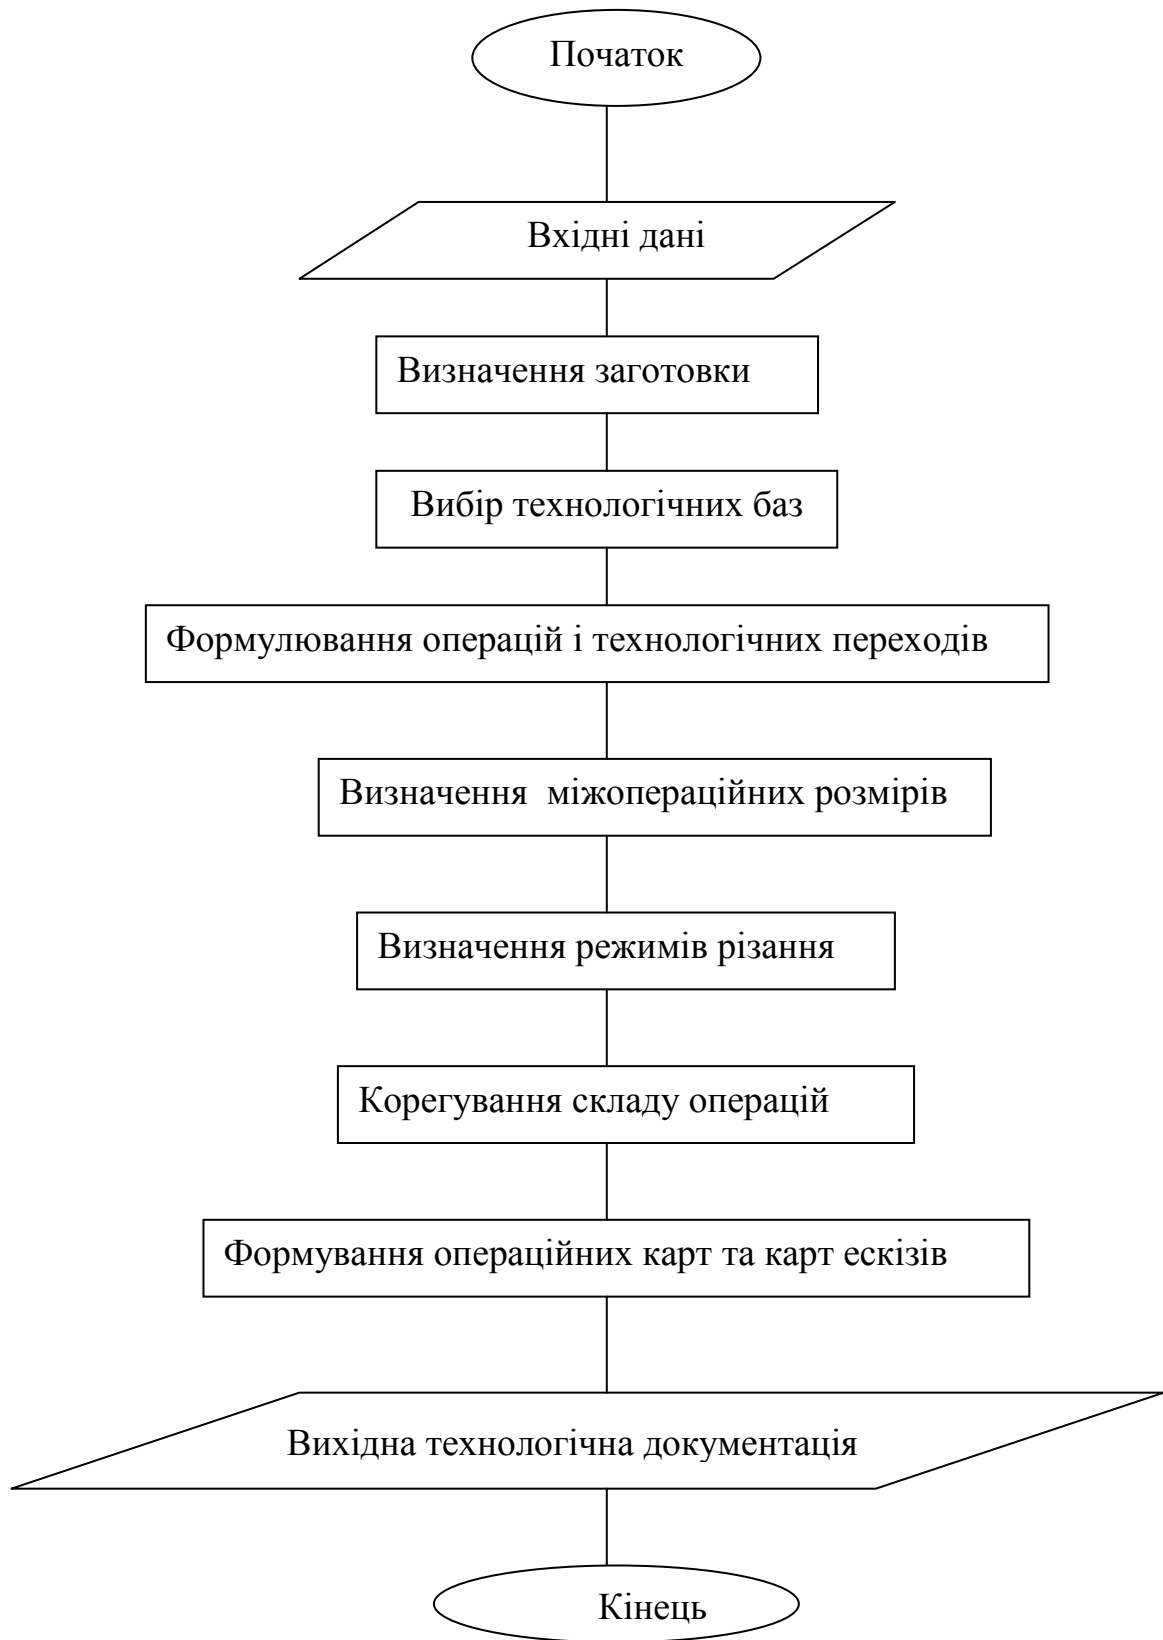 Початок
Вхідні дані
Визначення заготовки
Вибір технологічних баз
Формулювання операцій і технологічних переходів
Визначення  міжопераційних розмірів
Визначення режимів різання
Корегування складу операцій
Формування операційних карт та карт ескізів
Вихідна технологічна документація
Кінець